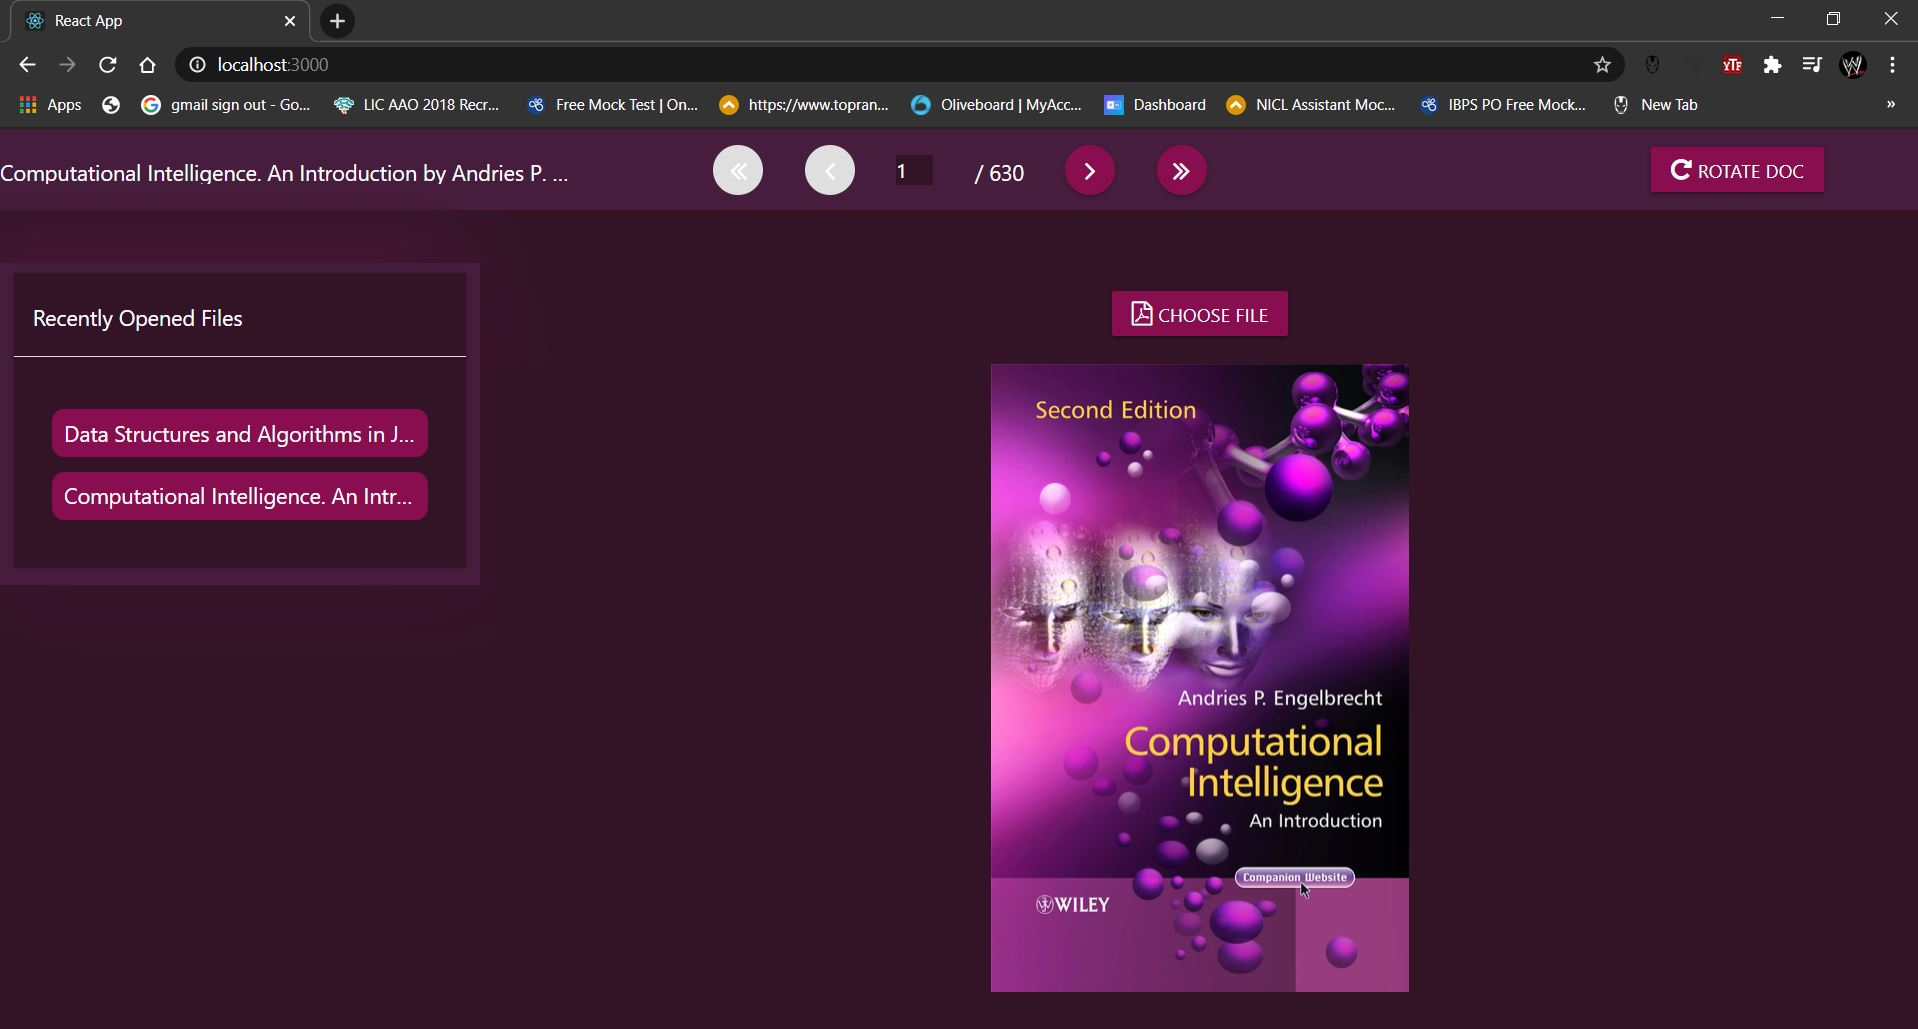 React App
localhost:3000
YTF
Apps
gmail sign out - Go...
LIC AAO 2018 Recr...
Free Mock Test | On...
https://www.topran...
Oliveboard | MyAcc...
Dashboard
NICL Assistant Moc...
IBPS PO Free Mock...
New Tab
»
Computational Intelligence. An Introduction by Andries P. ...
1
/ 630
ROTATE DOC
Recently Opened Files
CHOOSE FILE
Data Structures and Algorithms in J...
Computational Intelligence. An Intr...
Second Edition
Andries P. Engelbrecht
Computational
Intelligence
An Introduction
Companion Website
WILEY